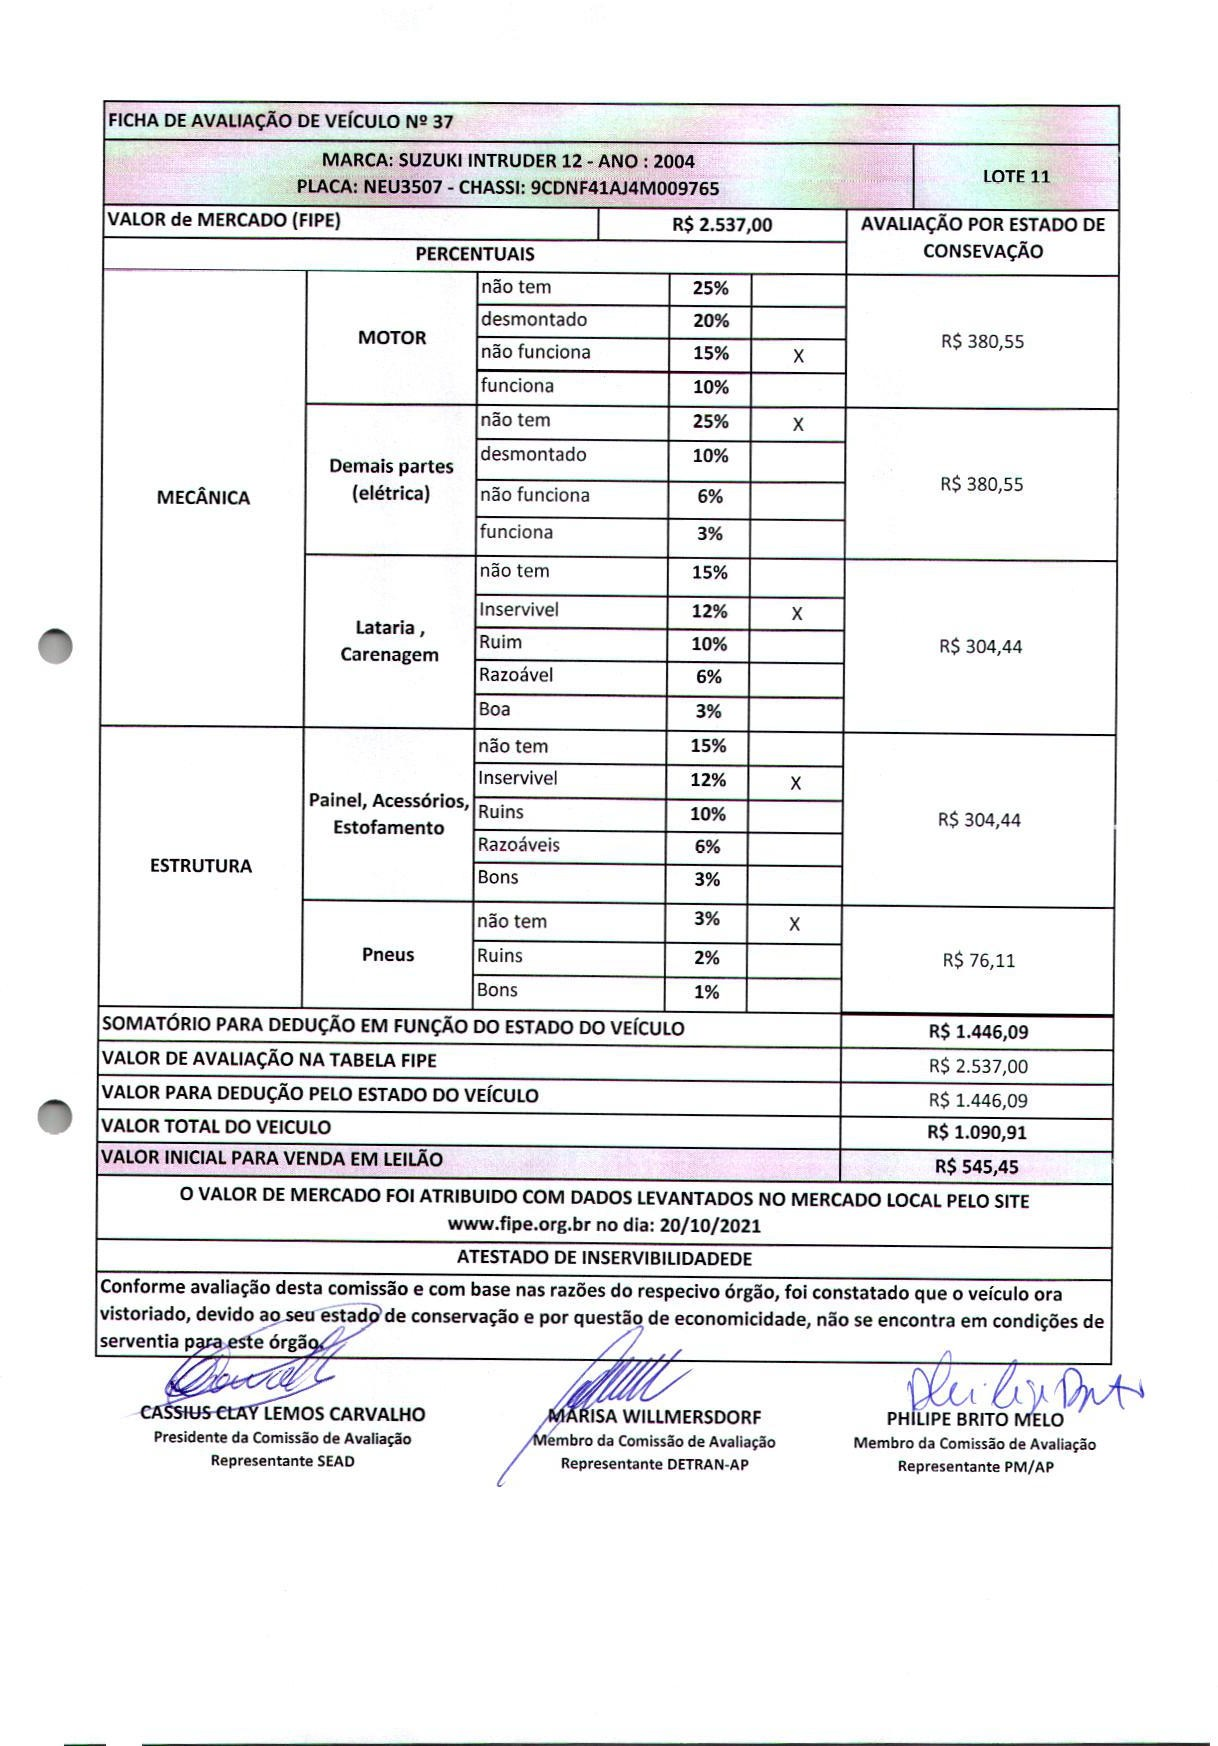 FICHA DE AVALIAÇÃO DE VEÍCULO Nº 37
MARCA: SUZUKI INTRUDER 12 - ANO : 2004
PLACA: NEU3507 - CHASSI: 9CDNF41AJ4M009765
LOTE 11
VALOR de MERCADO (FIPE)
R$ 2.537,00
AVALIAÇÃO POR ESTADO DE
CONSEVAÇÃO
PERCENTUAIS
MECÂNICA
MOTOR
não tem 25%
desmontado 20%
não funciona 15% X
funciona 10%
R$ 380,55
Demais partes
(elétrica)
não tem 25% X
desmontado 10%
não funciona 6%
funciona 3%
R$ 380,55
Lataria ,
Carenagem
não tem 15%
Inservivel 12% X
Ruim 10%
Razoável 6%
Boa 3%
R$ 304,44
ESTRUTURA
Painel, Acessórios,
Estofamento
não tem 15%
Inservivel 12% X
Ruins 10%
Razoáveis 6%
Bons 3%
R$ 304,44
Pneus
não tem 3% X
Ruins 2%
Bons 1%
R$ 76,11
SOMATÓRIO PARA DEDUÇÃO EM FUNÇÃO DO ESTADO DO VEÍCULO R$ 1.446,09
VALOR DE AVALIAÇÃO NA TABELA FIPE R$ 2.537,00
VALOR PARA DEDUÇÃO PELO ESTADO DO VEÍCULO R$ 1.446,09
VALOR TOTAL DO VEICULO R$ 1.090,91
VALOR INICIAL PARA VENDA EM LEILÃO R$ 545,45
O VALOR DE MERCADO FOI ATRIBUIDO COM DADOS LEVANTADOS NO MERCADO LOCAL PELO SITE
www.fipe.org.br no dia: 20/10/2021
ATESTADO DE INSERVIBILIDADEDE
Conforme avaliação desta comissão e com base nas razões do respecivo órgão, foi constatado que o veículo ora
vistoriado, devido ao seu estado de conservação e por questão de economicidade, não se encontra em condições de
serventia para este órgão.
CASSIUS CLAY LEMOS CARVALHO
Presidente da Comissão de Avaliação
Representante SEAD
MARISA WILLMERSDORF
Membro da Comissão de Avaliação
Representante DETRAN-AP
PHILIPE BRITO MELO
Membro da Comissão de Avaliação
Representante PM/AP